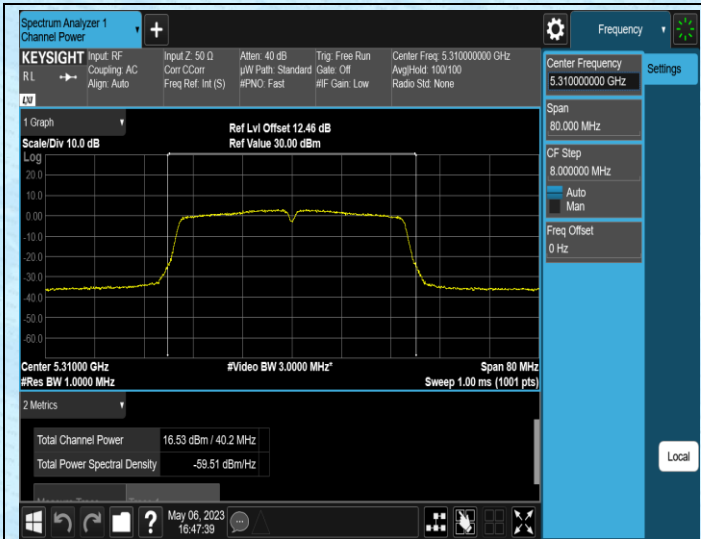 Spectrum Analyzer 1
Channel Power
Frequency
KEYSIGHT
R L
LXI
Input: RF
Coupling: AC
Align: Auto
Input Z: 50 Ω
Corr CCorr
Freq Ref: Int (S)
Atten: 40 dB
µW Path: Standard
#PNO: Fast
Trig: Free Run
Gate: Off
#IF Gain: Low
Center Freq: 5.310000000 GHz
Avg|Hold: 100/100
Radio Std: None
Center Frequency
5.310000000 GHz
Settings
Span
80.000 MHz
CF Step
8.000000 MHz
Auto
Man
Freq Offset
0 Hz
1 Graph
Scale/Div 10.0 dB
Ref Lvl Offset 12.46 dB
Ref Value 30.00 dBm
Log
20.0
10.0
0.00
-10.0
-20.0
-30.0
-40.0
-50.0
-60.0
Center 5.31000 GHz
#Res BW 1.0000 MHz
#Video BW 3.0000 MHz*
Span 80 MHz
Sweep 1.00 ms (1001 pts)
2 Metrics
Total Channel Power 16.53 dBm / 40.2 MHz
Total Power Spectral Density -59.51 dBm/Hz
Local
?
May 06, 2023
16:47:39